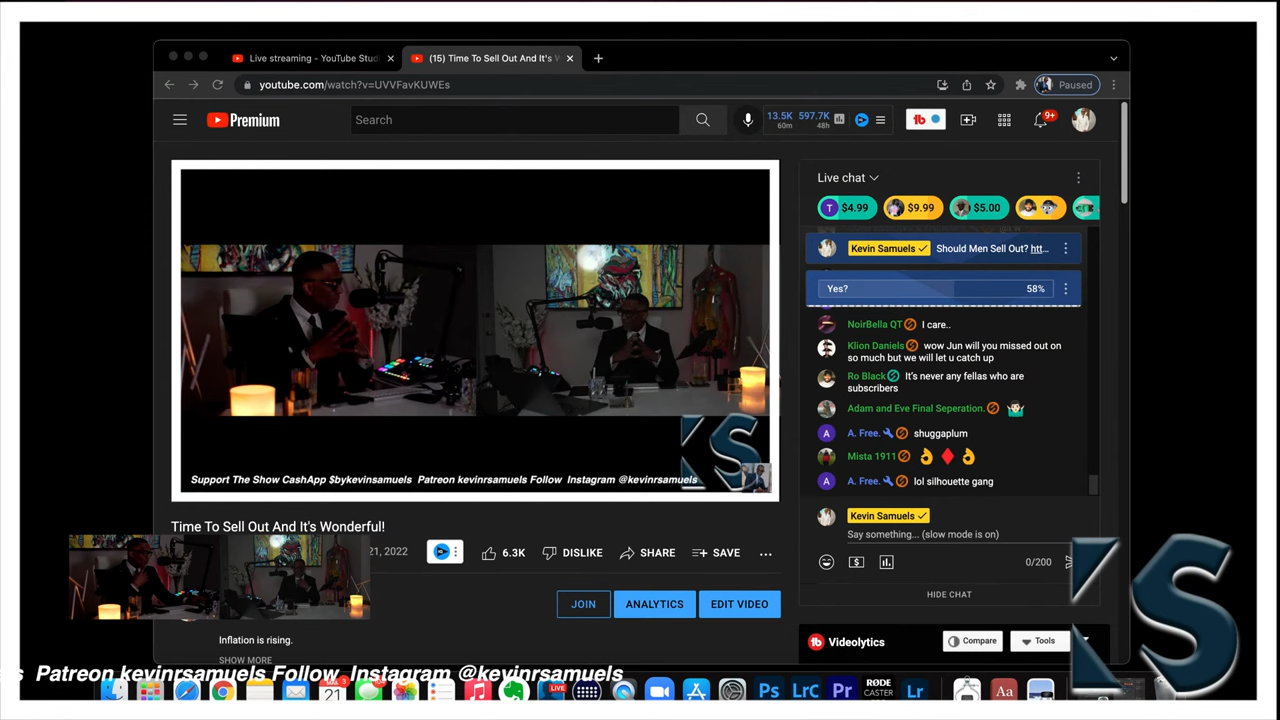 Live streaming - YouTube Stud
(15) Time To Sell Out And It's W
youtube.com/watch?v=UVVFavKUWEs
Paused
Premium
Search
13.5K 597.7K
60m 48h
9+
Live chat
T $4.99 $9.99 $5.00
Kevin Samuels Should Men Sell Out? htt...
Yes? 58%
NoirBella QT I care..
Klion Daniels wow Jun will you missed out on
so much but we will let u catch up
Ro Black It's never any fellas who are
subscribers
Adam and Eve Final Seperation.
A A. Free. shuggaplum
Mista 1911
A A. Free. lol silhouette gang
Kevin Samuels
Say something... (slow mode is on)
0/200
HIDE CHAT
Videolytics Compare Tools
KS
Support The Show CashApp $bykevinsamuels Patreon kevinrsamuels Follow Instagram @kevinrsamuels
Time To Sell Out And It's Wonderful!
21, 2022
6.3K DISLIKE SHARE SAVE
JOIN ANALYTICS EDIT VIDEO
Inflation is rising.
SHOW MORE
s Patreon kevinrsamuels Follow Instagram @kevinrsamuels
KS
21
LIVE
Ps LrC Pr RØDE
CASTER
Lr Aa